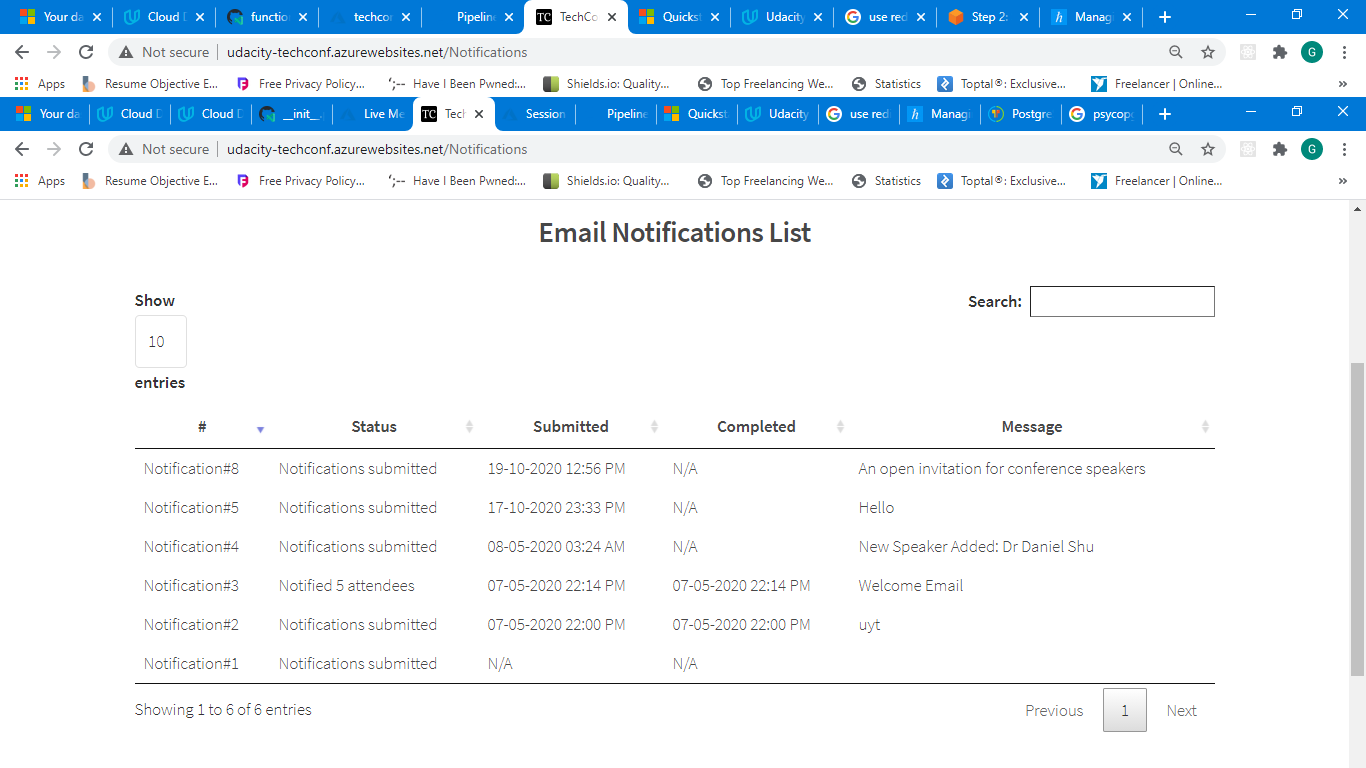 Your da Cloud D functio techcor Pipeline TechCo Quickst Udacity use red Step 2: Manag
Not secure udacity-techconf.azurewebsites.net/Notifications
Apps Resume Objective E... Free Privacy Policy... Have I Been Pwned:... Shields.io: Quality... Top Freelancing We... Statistics Toptal®: Exclusive... Freelancer | Online... »
Your da Cloud D Cloud D __init__. Live Me Tech Session Pipeline Quickst Udacity use red Manag Postgre psycop
Not secure udacity-techconf.azurewebsites.net/Notifications
Apps Resume Objective E... Free Privacy Policy... Have I Been Pwned:... Shields.io: Quality... Top Freelancing We... Statistics Toptal®: Exclusive... Freelancer | Online... »
Email Notifications List
Show
Search:
10
entries
# Status Submitted Completed Message
Notification#8 Notifications submitted 19-10-2020 12:56 PM N/A An open invitation for conference speakers
Notification#5 Notifications submitted 17-10-2020 23:33 PM N/A Hello
Notification#4 Notifications submitted 08-05-2020 03:24 AM N/A New Speaker Added: Dr Daniel Shu
Notification#3 Notified 5 attendees 07-05-2020 22:14 PM 07-05-2020 22:14 PM Welcome Email
Notification#2 Notifications submitted 07-05-2020 22:00 PM 07-05-2020 22:00 PM uyt
Notification#1 Notifications submitted N/A N/A
Showing 1 to 6 of 6 entries Previous 1 Next